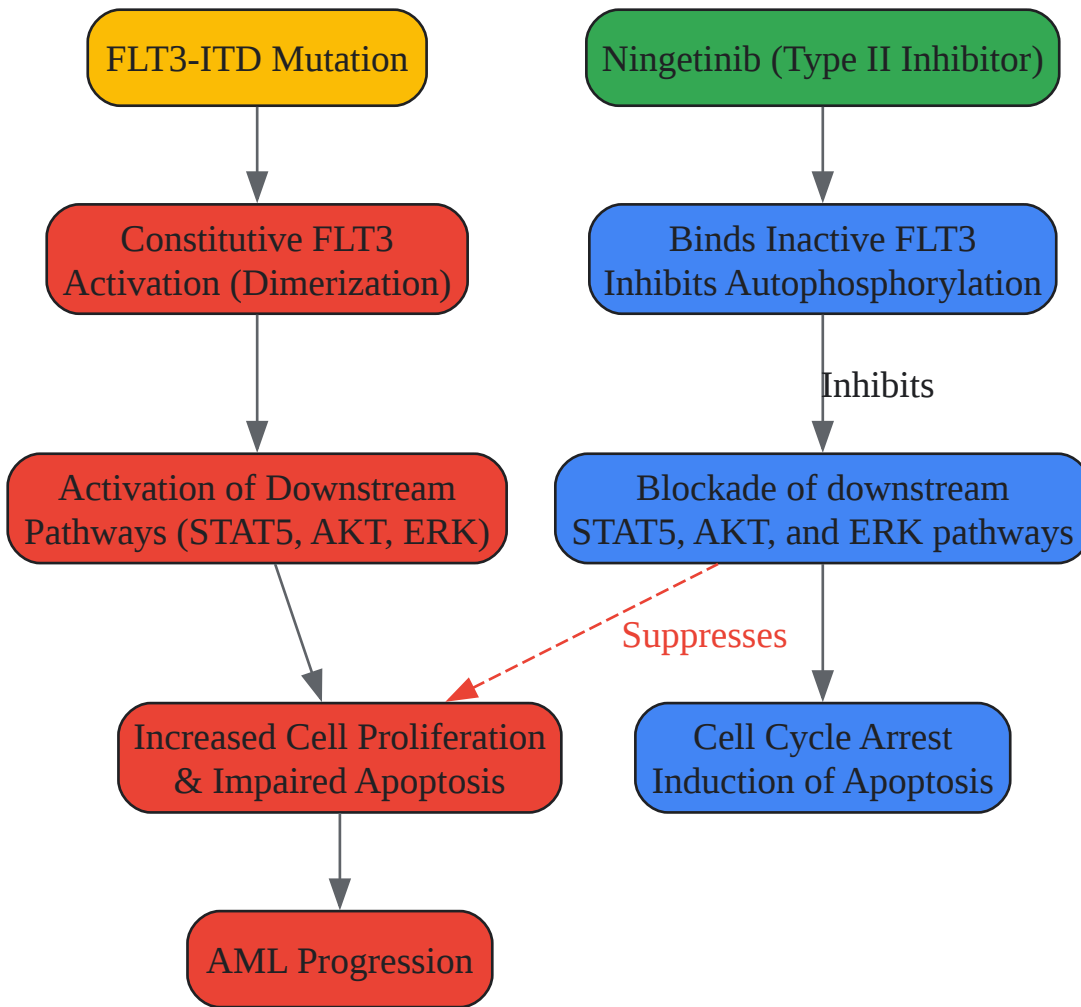 FLT3-ITD Mutation
Ningetinib (Type II Inhibitor)
Constitutive FLT3
Activation (Dimerization)
Binds Inactive FLT3
Inhibits Autophosphorylation
Inhibits
Activation of Downstream
Pathways (STAT5, AKT, ERK)
Blockade of downstream
STAT5, AKT, and ERK pathways
Suppresses
Increased Cell Proliferation
& Impaired Apoptosis
Cell Cycle Arrest
Induction of Apoptosis
AML Progression